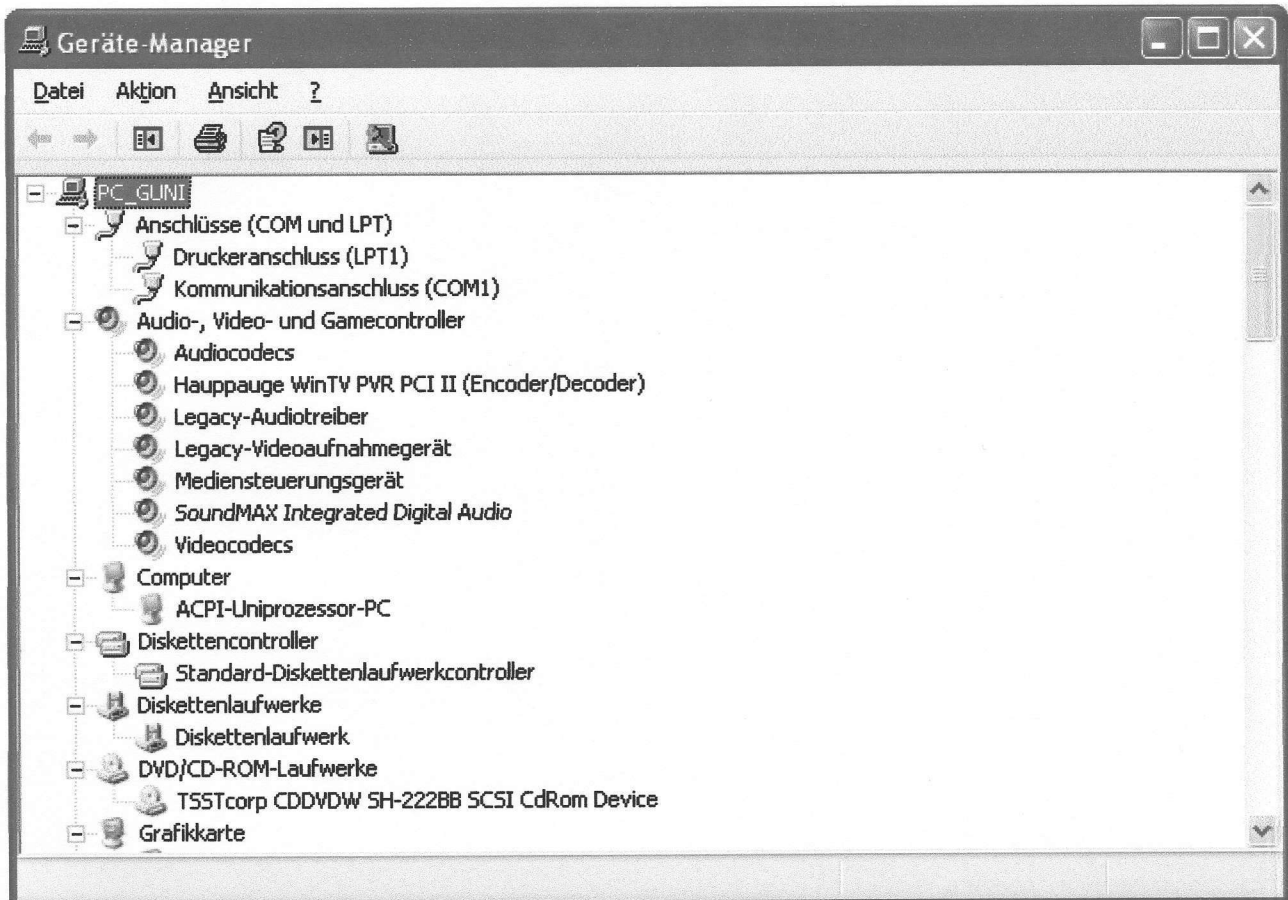 Geräte-Manager
Datei Aktion Ansicht ?
PC_GUNI
Anschlüsse (COM und LPT)
Druckeranschluss (LPT1)
Kommunikationsanschluss (COM1)
Audio-, Video- und Gamecontroller
Audiocodecs
Hauppauge WinTV PVR PCI II (Encoder/Decoder)
Legacy-Audiotreiber
Legacy-Videoaufnahmegerät
Mediensteuerungsgerät
SoundMAX Integrated Digital Audio
Videocodecs
Computer
ACPI-Uniprozessor-PC
Diskettencontroller
Standard-Diskettenlaufwerkcontroller
Diskettenlaufwerke
Diskettenlaufwerk
DVD/CD-ROM-Laufwerke
TSSTcorp CDDVDW SH-222BB SCSI CdRom Device
Grafikkarte